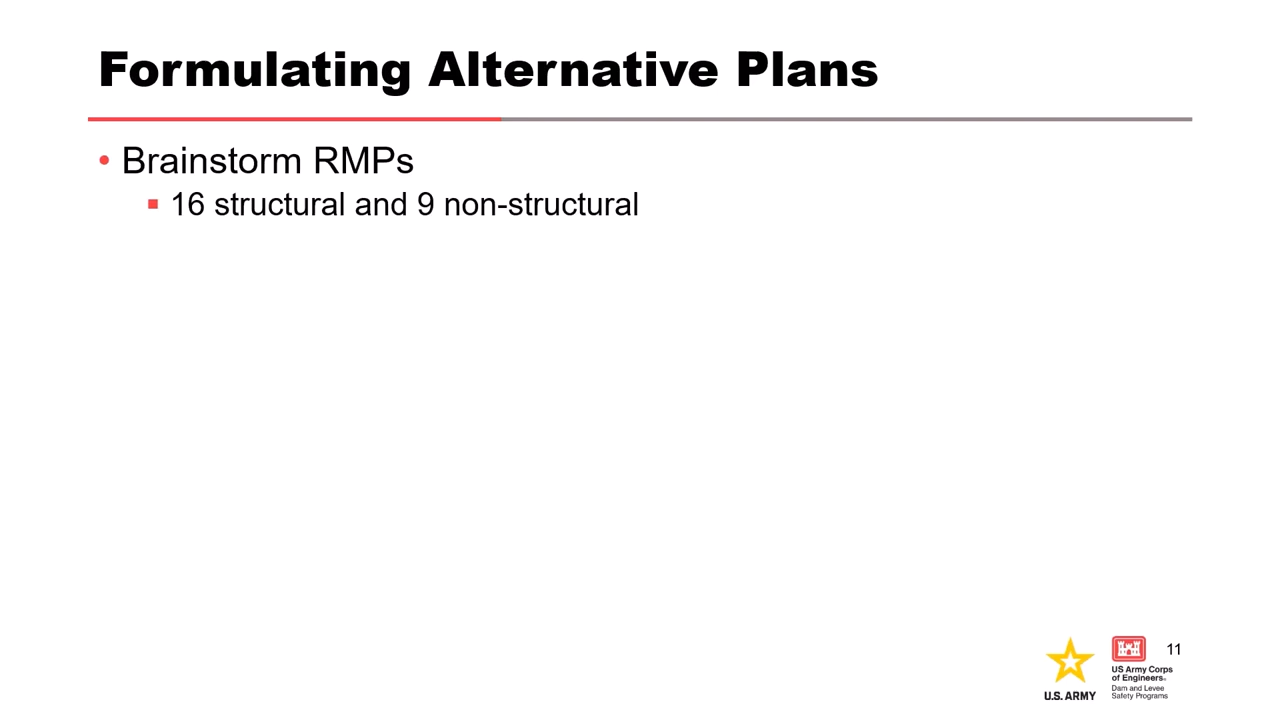 Formulating Alternative Plans
• Brainstorm RMPs
▪ 16 structural and 9 non-structural
U.S. ARMY
US Army Corps
of Engineers®
Dam and Levee
Safety Programs
11